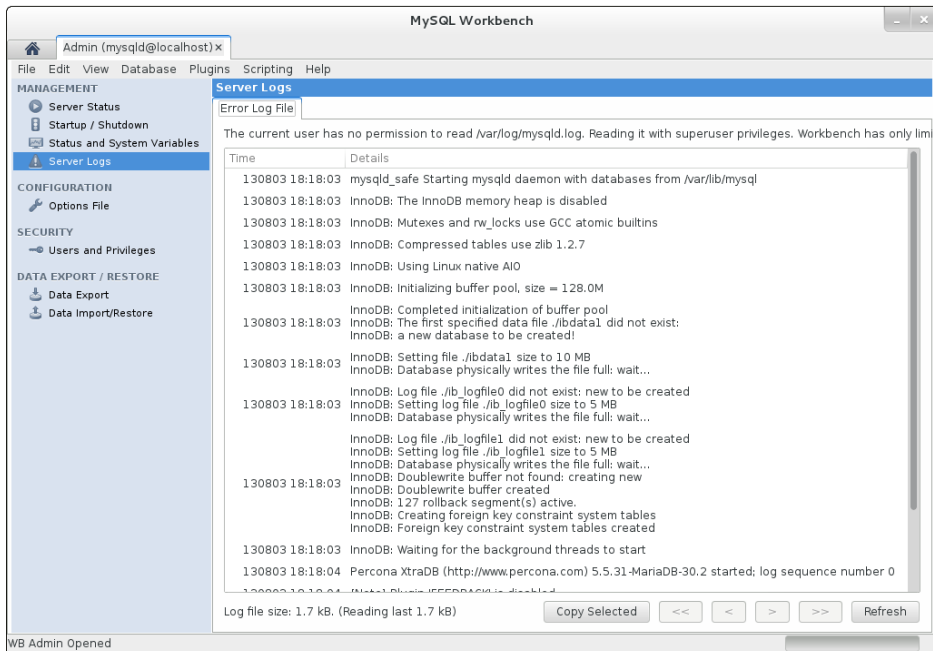 MySQL Workbench
Admin (mysqld@localhost)
File Edit View Database Plugins Scripting Help
MANAGEMENT
Server Status
Startup / Shutdown
Status and System Variables
Server Logs
CONFIGURATION
Options File
SECURITY
Users and Privileges
DATA EXPORT / RESTORE
Data Export
Data Import/Restore
Server Logs
Error Log File
The current user has no permission to read /var/log/mysqld.log. Reading it with superuser privileges. Workbench has only limi
Time Details
130803 18:18:03 mysqld_safe Starting mysqld daemon with databases from /var/lib/mysql
130803 18:18:03 InnoDB: The InnoDB memory heap is disabled
130803 18:18:03 InnoDB: Mutexes and rw_locks use GCC atomic builtins
130803 18:18:03 InnoDB: Compressed tables use zlib 1.2.7
130803 18:18:03 InnoDB: Using Linux native AIO
130803 18:18:03 InnoDB: Initializing buffer pool, size = 128.0M
InnoDB: Completed initialization of buffer pool
130803 18:18:03 InnoDB: The first specified data file ./ibdata1 did not exist:
InnoDB: a new database to be created!
130803 18:18:03 InnoDB: Setting file ./ibdata1 size to 10 MB
InnoDB: Database physically writes the file full: wait...
InnoDB: Log file ./ib_logfile0 did not exist: new to be created
130803 18:18:03 InnoDB: Setting log file ./ib_logfile0 size to 5 MB
InnoDB: Database physically writes the file full: wait...
InnoDB: Log file ./ib_logfile1 did not exist: new to be created
InnoDB: Setting log file ./ib_logfile1 size to 5 MB
InnoDB: Database physically writes the file full: wait...
InnoDB: Doublewrite buffer not found: creating new
130803 18:18:03 InnoDB: Doublewrite buffer created
InnoDB: 127 rollback segment(s) active.
InnoDB: Creating foreign key constraint system tables
InnoDB: Foreign key constraint system tables created
130803 18:18:03 InnoDB: Waiting for the background threads to start
130803 18:18:04 Percona XtraDB (http://www.percona.com) 5.5.31-MariaDB-30.2 started; log sequence number 0
130803 18:18:04 [Note] Plugin 'FEEDBACK' is disabled
Log file size: 1.7 kB. (Reading last 1.7 kB)
Copy Selected << < > >> Refresh
WB Admin Opened